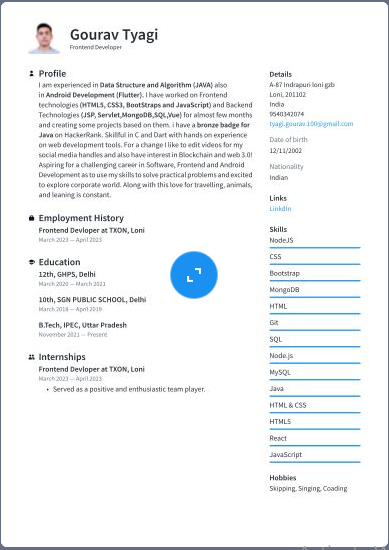 Gourav Tyagi
Frontend Developer
Profile
I am experienced in Data Structure and Algorithm (JAVA) also
in Android Development (Flutter). I have worked on Frontend
technologies (HTML5, CSS3, BootStaps and JavaScript) and Backend
Technologies (JSP,Servlet,MongoDB,SQL,Vue) for almost few months
and creating some projects based on them. i have a bronze badge for
Java on HackerRank. Skillful in C and Dart with hands on experience
on web development tools. For a change I like to edit videos for my
social media handles and also have interest in Blockchain and web 3.0!
Aspiring for a challenging career in Software, Frontend and Android
Development as to use my skills to solve practical problems and excited
to explore corporate world. Along with this love for travelling, animals,
and leaning is constant.
Employment History
Frontend Devloper at TXON, Loni
March 2023 — April 2023
Education
12th, GHPS, Delhi
March 2020 — March 2021
10th, SGN PUBLIC SCHOOL, Delhi
March 2018 — April 2019
B.Tech, IPEC, Uttar Pradesh
November 2021 — Present
Internships
Frontend Devloper at TXON, Loni
March 2023 — April 2023
• Served as a positive and enthusiastic team player.
Details
A-87 Indrapuri loni gzb
Loni, 201102
India
9540342074
tyagi.gourav.100@gmail.com
Date of birth
12/11/2002
Nationality
Indian
Links
LinkdIn
Skills
NodeJS
CSS
Bootstrap
MongoDB
HTML
Git
SQL
Node.js
MySQL
Java
HTML & CSS
HTML5
React
JavaScript
Hobbies
Skipping, Singing, Coading